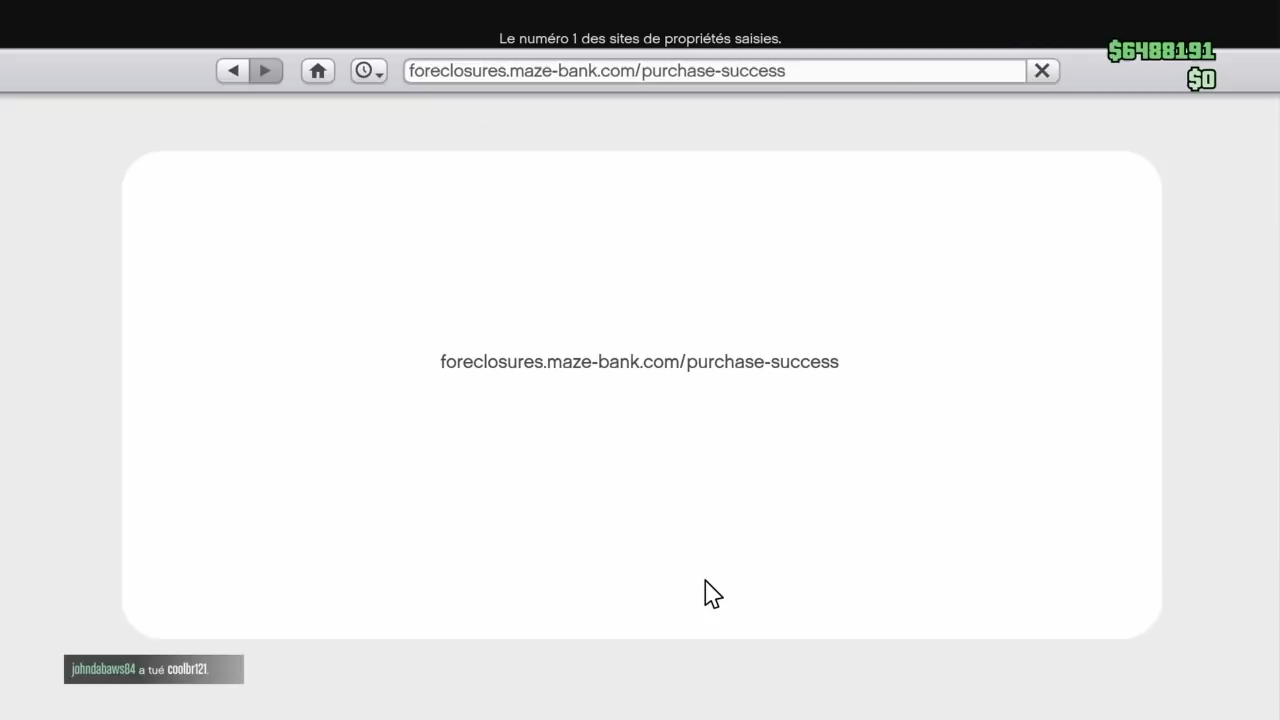 Le numéro 1 des sites de propriétés saisies.
$6488191
foreclosures.maze-bank.com/purchase-success
$0
foreclosures.maze-bank.com/purchase-success
johndabaws84 a tué coolbr121.